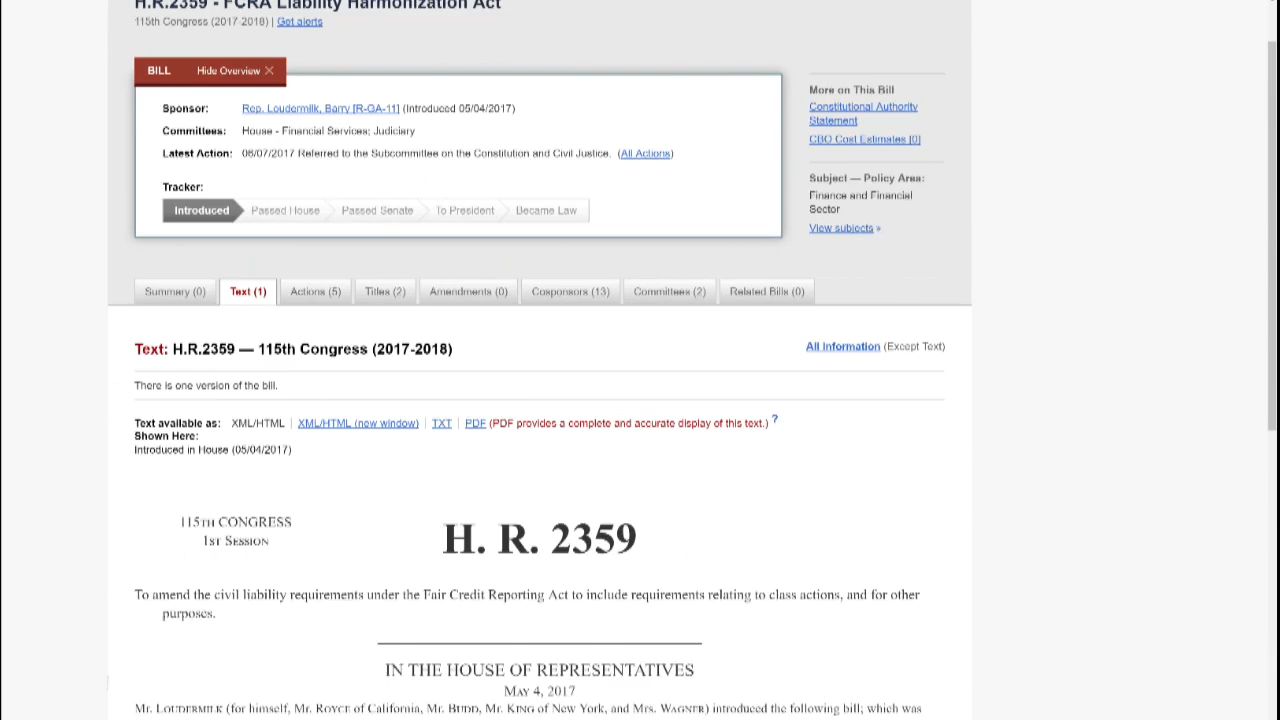 H.R.2359 - FCRA Liability Harmonization Act
115th Congress (2017-2018) | Get alerts
BILL Hide Overview ×
Sponsor: Rep. Loudermilk, Barry [R-GA-11] (Introduced 05/04/2017)
Committees: House - Financial Services; Judiciary
Latest Action: 06/07/2017 Referred to the Subcommittee on the Constitution and Civil Justice. (All Actions)
Tracker:
Introduced Passed House Passed Senate To President Became Law
More on This Bill
Constitutional Authority
Statement
CBO Cost Estimates [0]
Subject — Policy Area:
Finance and Financial
Sector
View subjects »
Summary (0) Text (1) Actions (5) Titles (2) Amendments (0) Cosponsors (13) Committees (2) Related Bills (0)
Text: H.R.2359 — 115th Congress (2017-2018)
All Information (Except Text)
There is one version of the bill.
Text available as: XML/HTML | XML/HTML (new window) | TXT | PDF (PDF provides a complete and accurate display of this text.) ?
Shown Here:
Introduced in House (05/04/2017)
115TH CONGRESS
1ST SESSION
H. R. 2359
To amend the civil liability requirements under the Fair Credit Reporting Act to include requirements relating to class actions, and for other
purposes.
IN THE HOUSE OF REPRESENTATIVES
MAY 4, 2017
Mr. LOUDERMILK (for himself, Mr. ROYCE of California, Mr. BUDD, Mr. KING of New York, and Mrs. WAGNER) introduced the following bill; which was